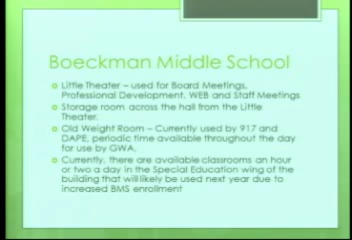 Boeckman Middle School
Little Theater – used for Board Meetings,
Professional Development, WEB and Staff Meetings
Storage room across the hall from the Little
Theater.
Old Weight Room – Currently used by 917 and
DAPE, periodic time available throughout the day
for use by GWA.
Currently, there are available classrooms an hour
or two a day in the Special Education wing of the
building that will likely be used next year due to
increased BMS enrollment